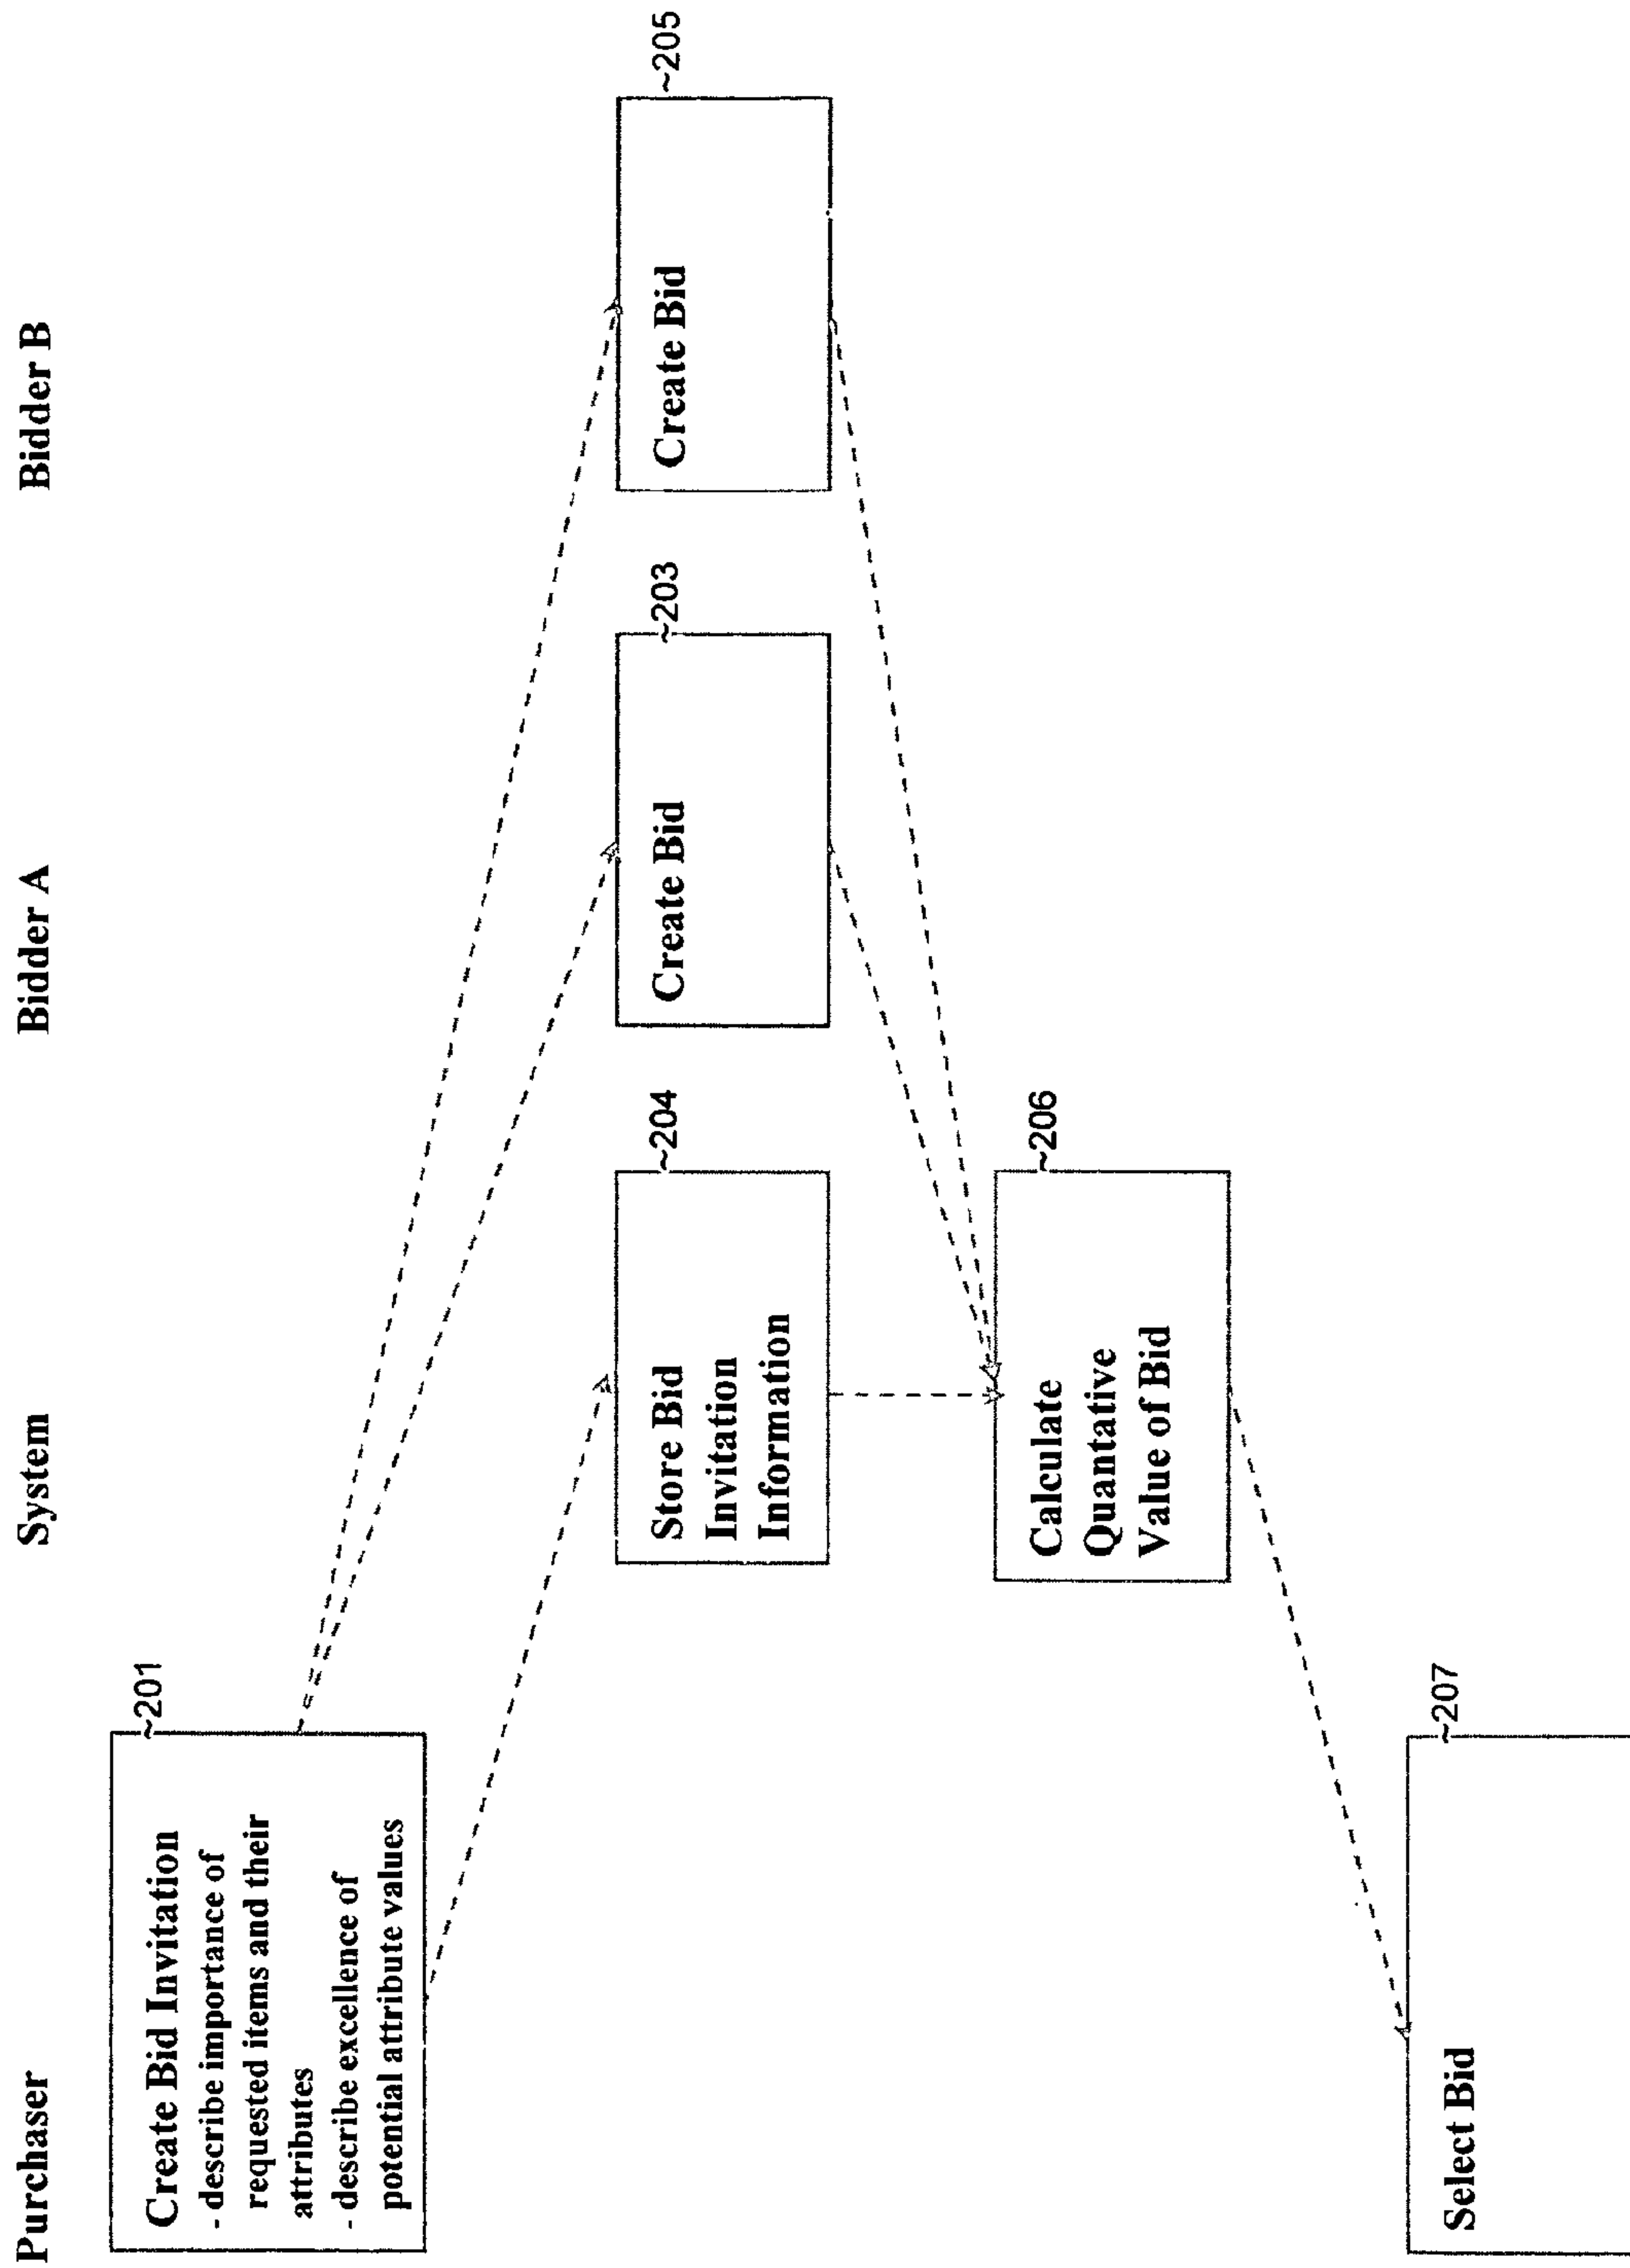 Purchaser
System
Bidder A
Bidder B
Create Bid Invitation
- describe importance of
requested items and their
attributes
- describe excellence of
potential attribute values
~201
Store Bid
Invitation
Information
~204
Create Bid
~203
Create Bid
~205
Calculate
Quantative
Value of Bid
~206
Select Bid
~207